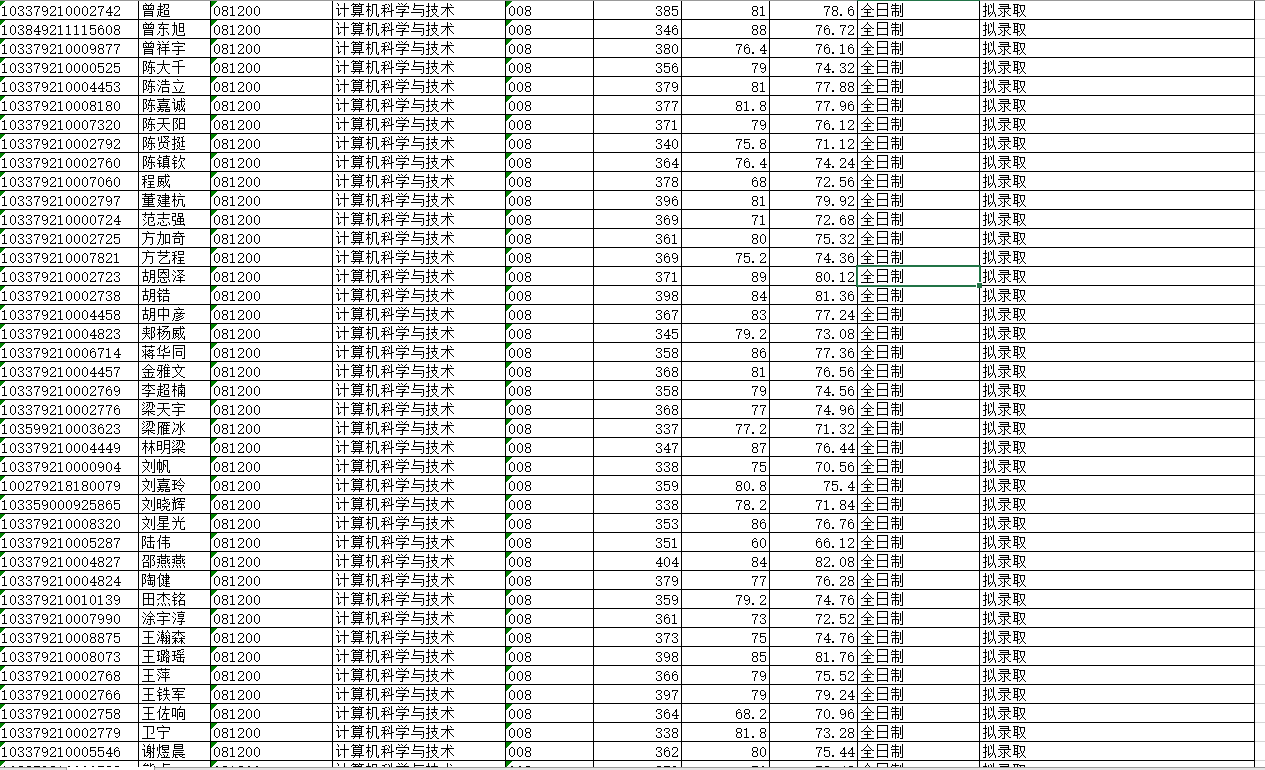 103379210002742 曾超 081200 计算机科学与技术 008 385 81 78.6 全日制 拟录取
103849211115608 曾东旭 081200 计算机科学与技术 008 346 88 76.72 全日制 拟录取
103379210009877 曾祥宇 081200 计算机科学与技术 008 380 76.4 76.16 全日制 拟录取
103379210000525 陈大千 081200 计算机科学与技术 008 356 79 74.32 全日制 拟录取
103379210004453 陈浩立 081200 计算机科学与技术 008 379 81 77.88 全日制 拟录取
103379210008180 陈嘉诚 081200 计算机科学与技术 008 377 81.8 77.96 全日制 拟录取
103379210007320 陈天阳 081200 计算机科学与技术 008 371 79 76.12 全日制 拟录取
103379210002792 陈贤挺 081200 计算机科学与技术 008 340 75.8 71.12 全日制 拟录取
103379210002760 陈镇钦 081200 计算机科学与技术 008 364 76.4 74.24 全日制 拟录取
103379210007060 程威 081200 计算机科学与技术 008 378 68 72.56 全日制 拟录取
103379210002797 董建杭 081200 计算机科学与技术 008 396 81 79.92 全日制 拟录取
103379210000724 范志强 081200 计算机科学与技术 008 369 71 72.68 全日制 拟录取
103379210002725 方加奇 081200 计算机科学与技术 008 361 80 75.32 全日制 拟录取
103379210007821 方艺程 081200 计算机科学与技术 008 369 75.2 74.36 全日制 拟录取
103379210002723 胡恩泽 081200 计算机科学与技术 008 371 89 80.12 全日制 拟录取
103379210002738 胡锆 081200 计算机科学与技术 008 398 84 81.36 全日制 拟录取
103379210004458 胡中彦 081200 计算机科学与技术 008 367 83 77.24 全日制 拟录取
103379210004823 郏杨威 081200 计算机科学与技术 008 345 79.2 73.08 全日制 拟录取
103379210006714 蒋华同 081200 计算机科学与技术 008 358 86 77.36 全日制 拟录取
103379210004457 金雅文 081200 计算机科学与技术 008 368 81 76.56 全日制 拟录取
103379210002769 李超楠 081200 计算机科学与技术 008 358 79 74.56 全日制 拟录取
103379210002776 梁天宇 081200 计算机科学与技术 008 368 77 74.96 全日制 拟录取
103599210003623 梁雁冰 081200 计算机科学与技术 008 337 77.2 71.32 全日制 拟录取
103379210004449 林明梁 081200 计算机科学与技术 008 347 87 76.44 全日制 拟录取
103379210000904 刘帆 081200 计算机科学与技术 008 338 75 70.56 全日制 拟录取
100279218180079 刘嘉玲 081200 计算机科学与技术 008 359 80.8 75.4 全日制 拟录取
103359000925865 刘晓辉 081200 计算机科学与技术 008 338 78.2 71.84 全日制 拟录取
103379210008320 刘星光 081200 计算机科学与技术 008 353 86 76.76 全日制 拟录取
103379210005287 陆伟 081200 计算机科学与技术 008 351 60 66.12 全日制 拟录取
103379210004827 邵燕燕 081200 计算机科学与技术 008 404 84 82.08 全日制 拟录取
103379210004824 陶健 081200 计算机科学与技术 008 379 77 76.28 全日制 拟录取
103379210010139 田杰铭 081200 计算机科学与技术 008 359 79.2 74.76 全日制 拟录取
103379210007990 涂宇淳 081200 计算机科学与技术 008 361 73 72.52 全日制 拟录取
103379210008875 王瀚森 081200 计算机科学与技术 008 373 75 74.76 全日制 拟录取
103379210008073 王璐瑶 081200 计算机科学与技术 008 398 85 81.76 全日制 拟录取
103379210002768 王萍 081200 计算机科学与技术 008 366 79 75.52 全日制 拟录取
103379210002766 王铁军 081200 计算机科学与技术 008 397 79 79.24 全日制 拟录取
103379210002758 王佐响 081200 计算机科学与技术 008 364 68.2 70.96 全日制 拟录取
103379210002779 卫宁 081200 计算机科学与技术 008 338 81.8 73.28 全日制 拟录取
103379210005546 谢煜晨 081200 计算机科学与技术 008 362 80 75.44 全日制 拟录取